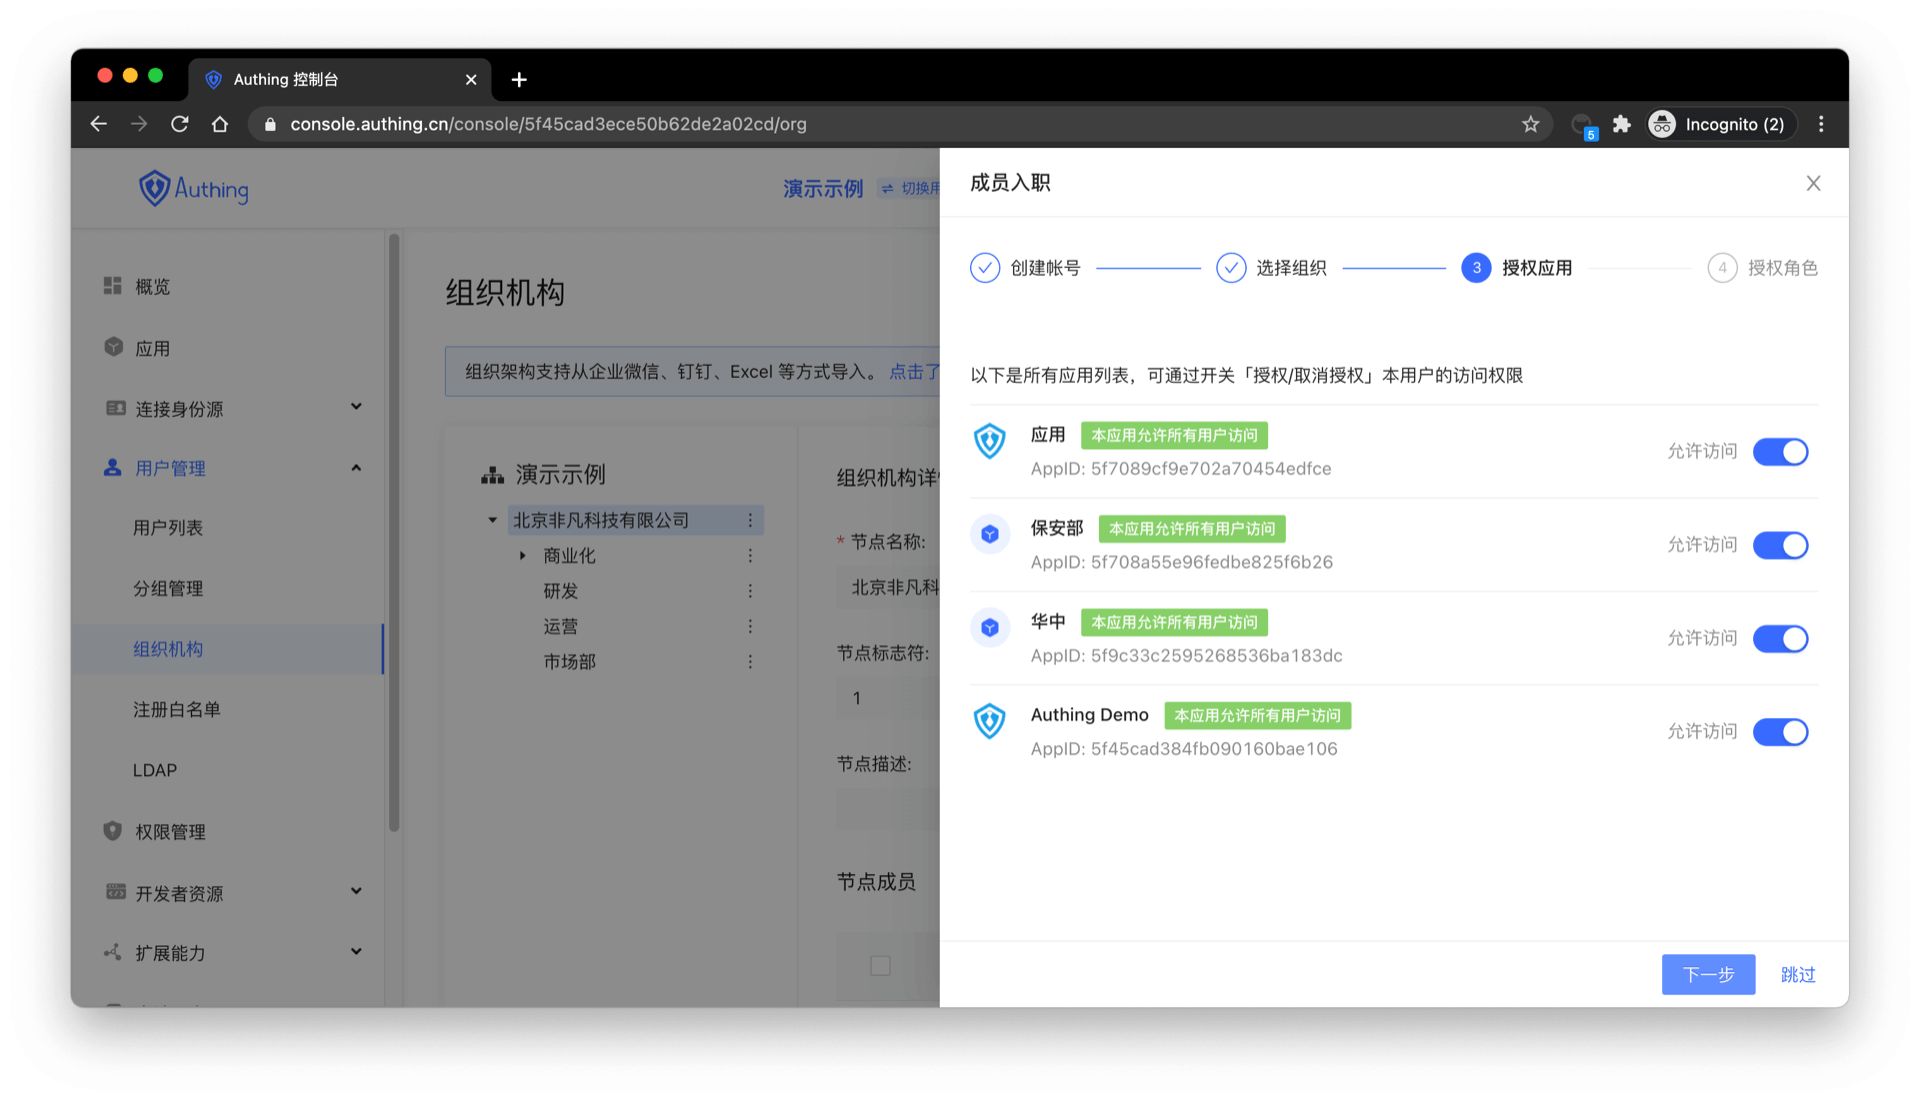 Authing 控制台
console.authing.cn/console/5f45cad3ece50b62de2a02cd/org
5
Incognito (2)
Authing
演示示例
切换用
概览
应用
连接身份源
用户管理
用户列表
分组管理
组织机构
注册白名单
LDAP
权限管理
开发者资源
扩展能力
组织机构
组织架构支持从企业微信、钉钉、Excel 等方式导入。 点击了
演示示例
北京非凡科技有限公司
商业化
研发
运营
市场部
组织机构详
* 节点名称:
北京非凡科
节点标志符:
1
节点描述:
节点成员
成员入职
创建帐号
选择组织
3 授权应用
4 授权角色
以下是所有应用列表，可通过开关「授权/取消授权」本用户的访问权限
应用 本应用允许所有用户访问
AppID: 5f7089cf9e702a70454edfce
允许访问
保安部 本应用允许所有用户访问
AppID: 5f708a55e96fedbe825f6b26
允许访问
华中 本应用允许所有用户访问
AppID: 5f9c33c2595268536ba183dc
允许访问
Authing Demo 本应用允许所有用户访问
AppID: 5f45cad384fb090160bae106
允许访问
下一步
跳过